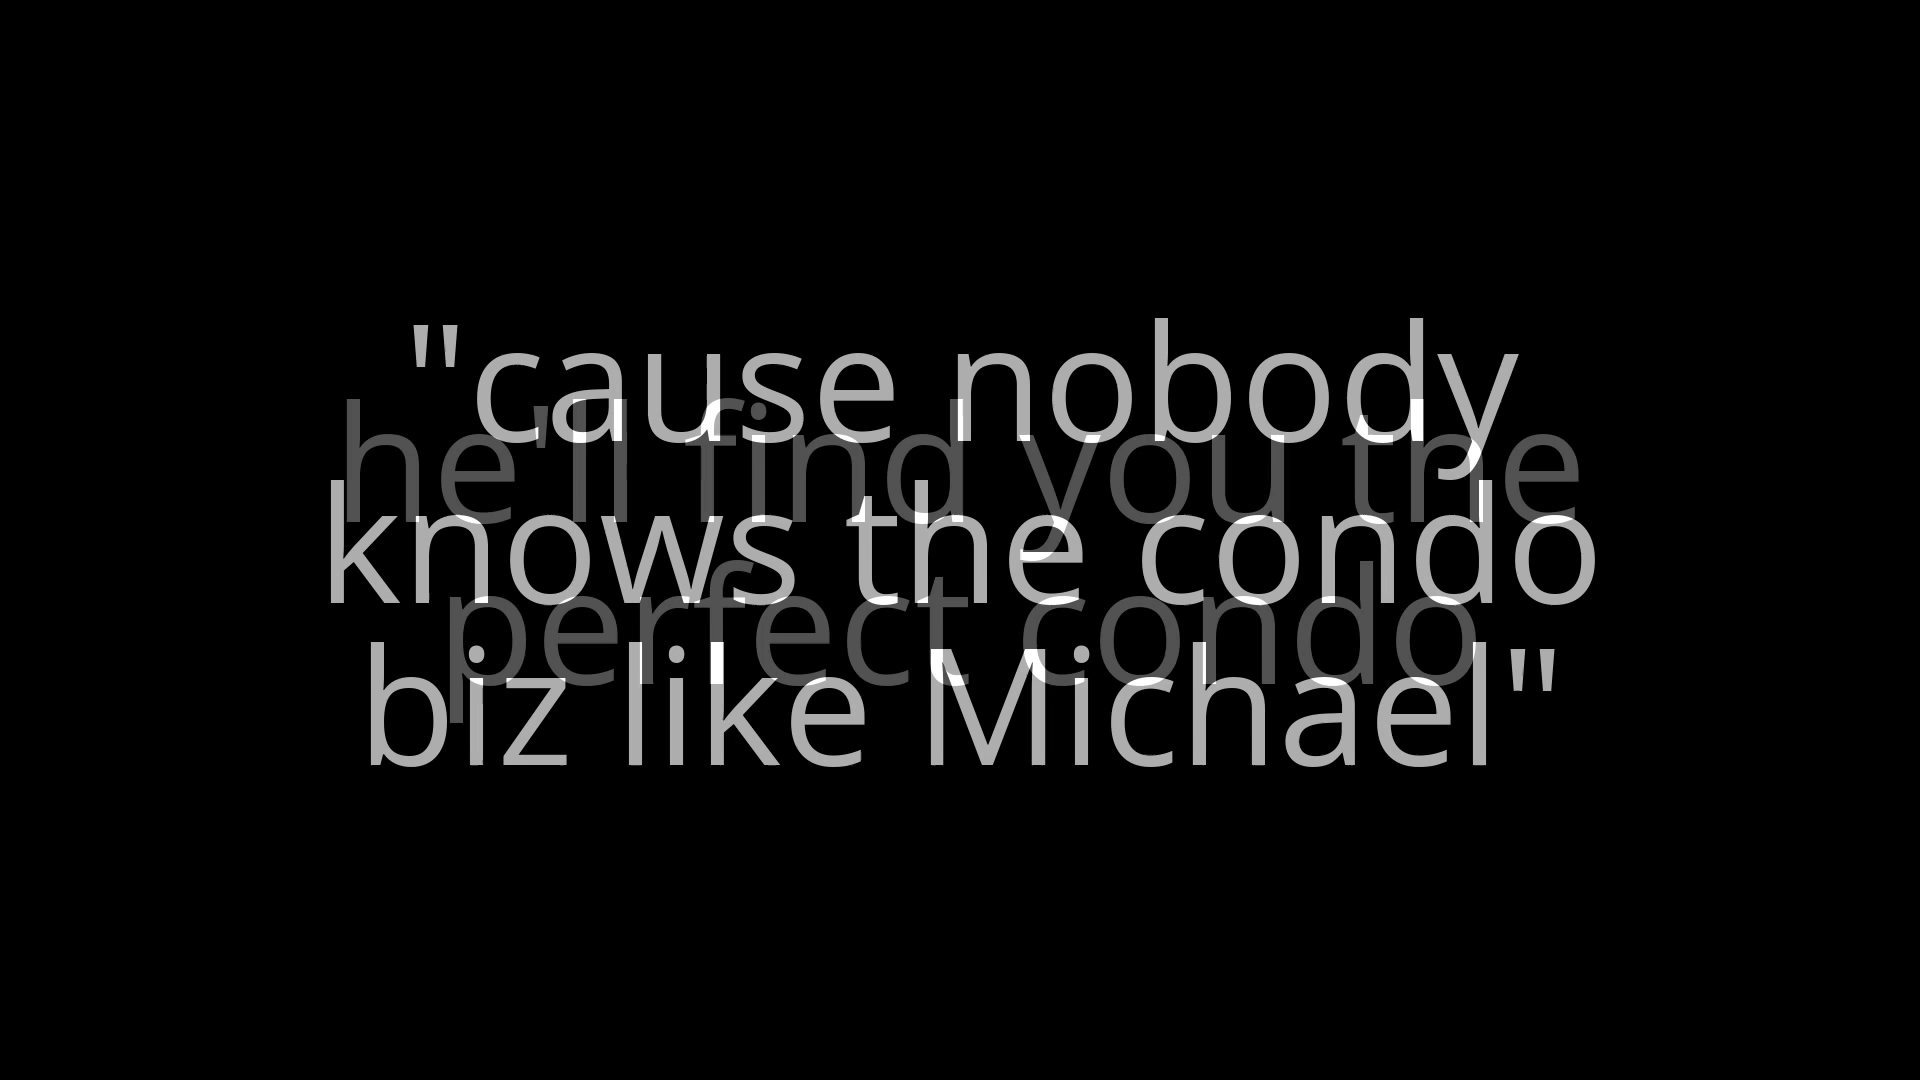 "cause nobody
knows the condo
biz like Michael"
he'll find you the
perfect condo